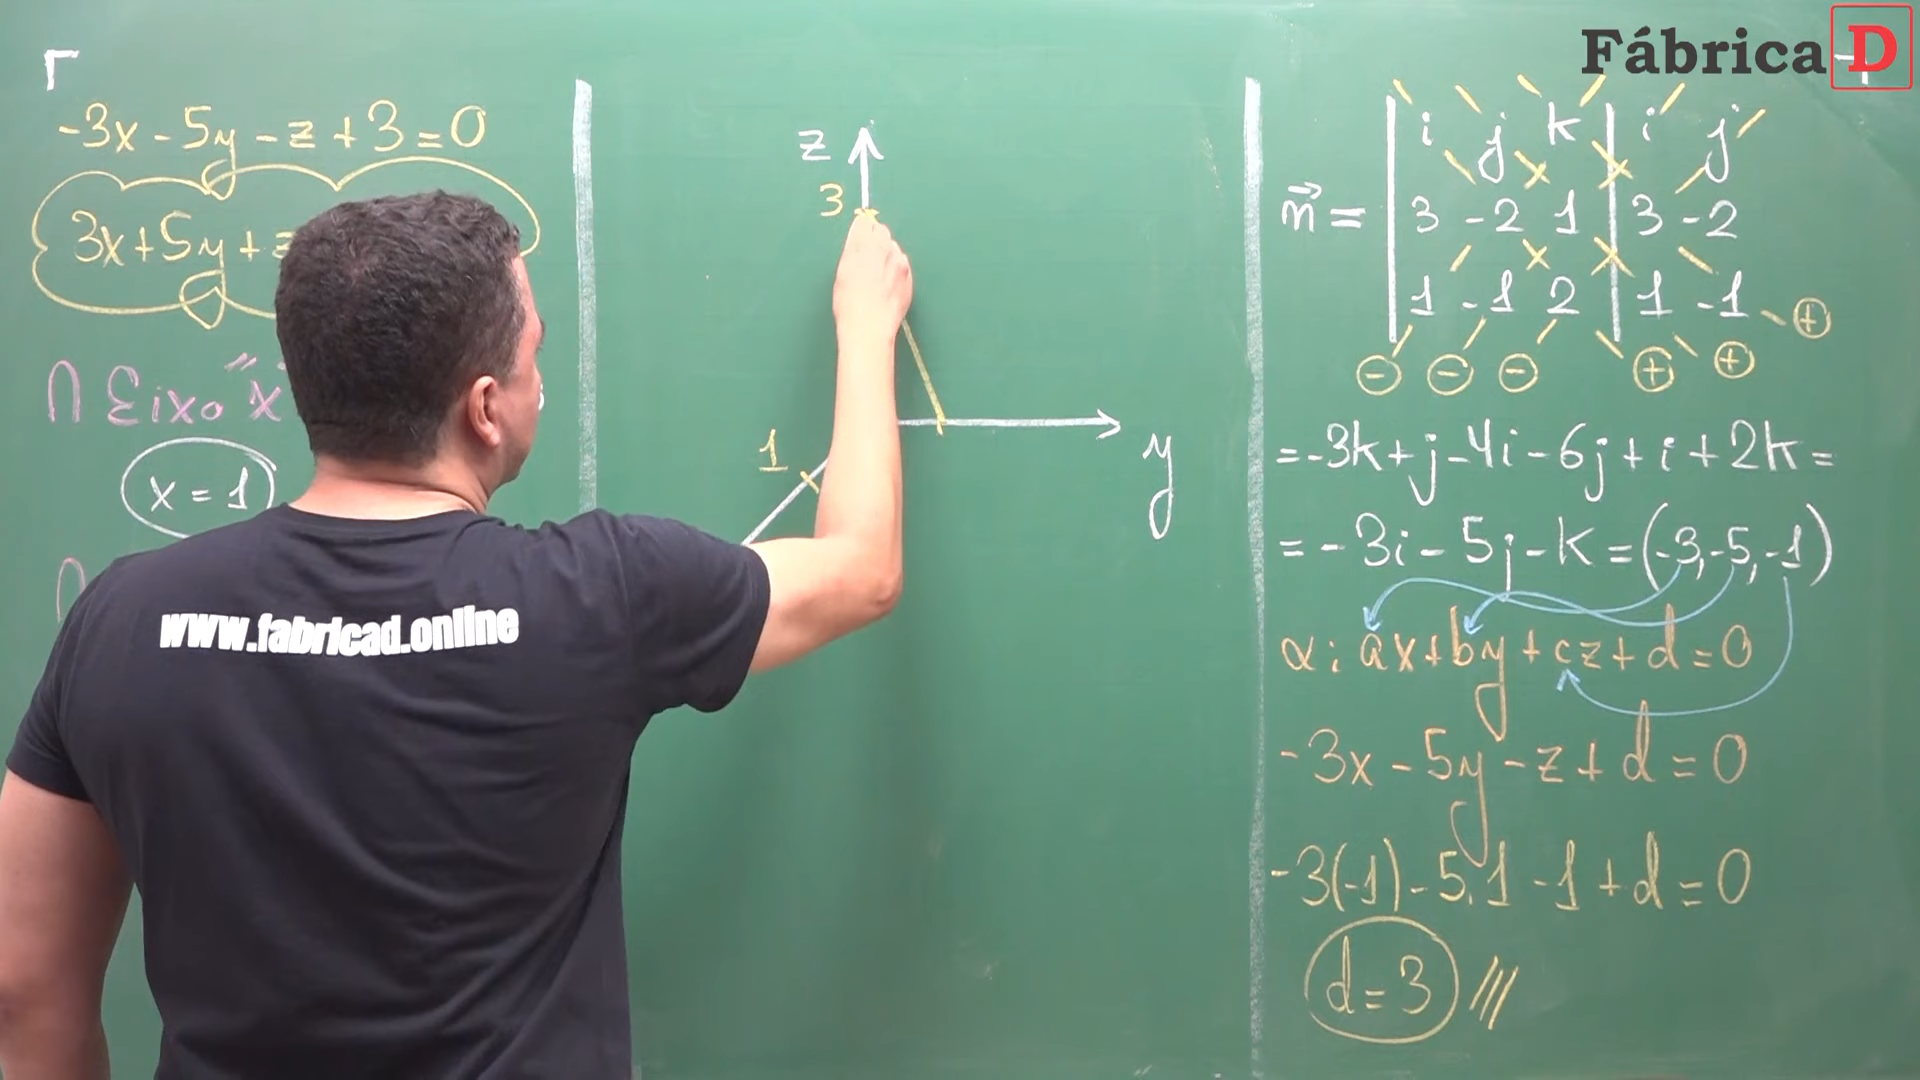 -3x - 5y - z + 3 = 0
3x + 5y + z
∩ Eixo "x"
x = 1
∩
www.fabricad.online
z
3
1
y
Fábrica D
i j k i j
n⃗ = 3 -2 1 3 -2
1 -1 2 1 -1 +
- - - + +
= -3k + j - 4i - 6j + i + 2k =
= -3i - 5j - k = (-3, -5, -1)
α: ax + by + cz + d = 0
-3x - 5y - z + d = 0
-3(-1) - 5.1 - 1 + d = 0
d = 3 ///